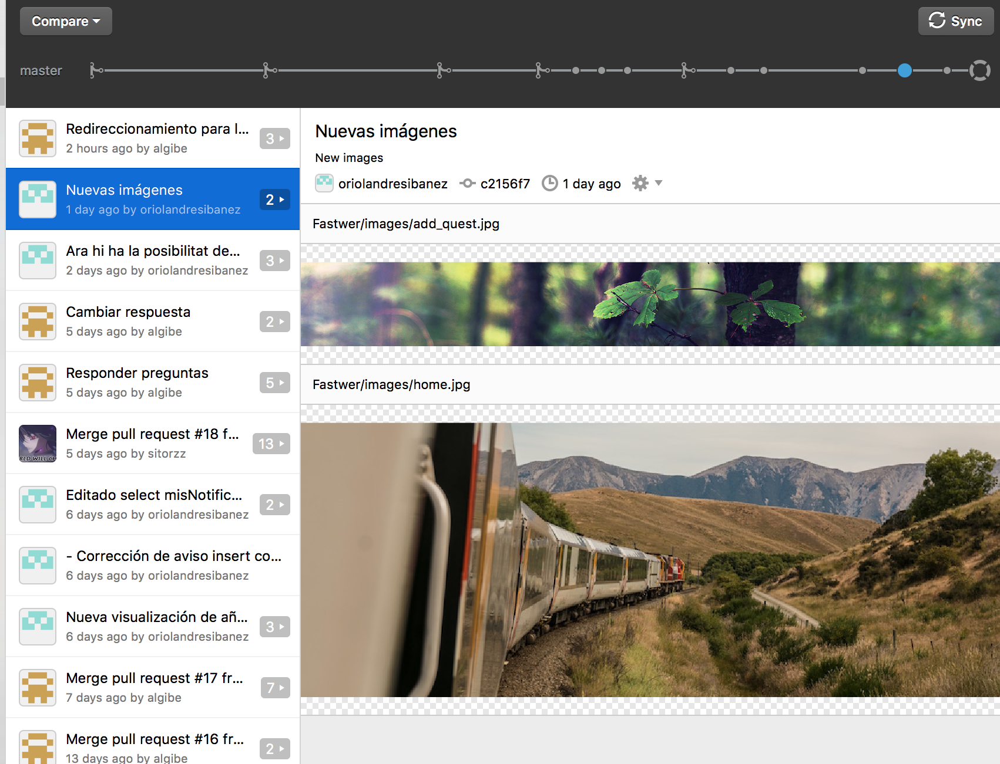 Compare
Sync
master
Redireccionamiento para l...
2 hours ago by algibe
3
Nuevas imágenes
1 day ago by oriolandresibanez
2
Ara hi ha la posibilitat de...
2 days ago by oriolandresibanez
3
Cambiar respuesta
5 days ago by algibe
2
Responder preguntas
5 days ago by algibe
5
Merge pull request #18 f...
5 days ago by sitorzz
13
RLD WILL CH
Editado select misNotific...
6 days ago by oriolandresibanez
2
- Corrección de aviso insert co...
6 days ago by oriolandresibanez
Nueva visualización de añ...
6 days ago by oriolandresibanez
3
Merge pull request #17 fr...
7 days ago by algibe
7
Merge pull request #16 fr...
13 days ago by algibe
2
Nuevas imágenes
New images
oriolandresibanez c2156f7 1 day ago
Fastwer/images/add_quest.jpg
Fastwer/images/home.jpg